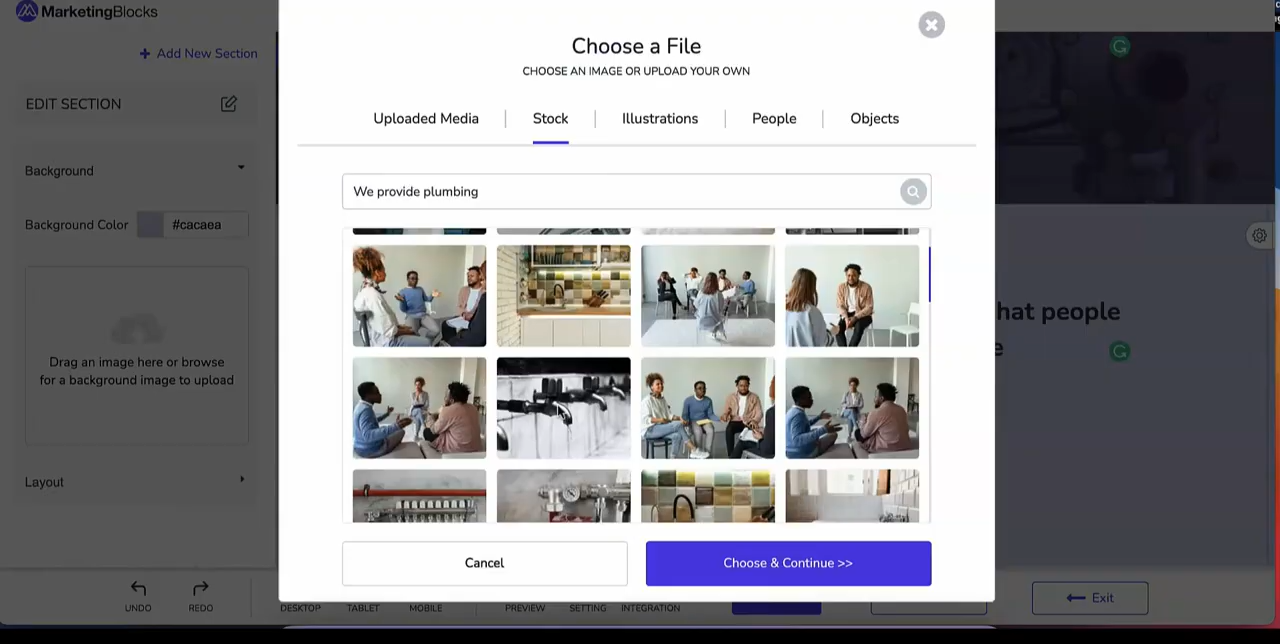 MarketingBlocks
+ Add New Section
EDIT SECTION
Background
Background Color
#cacaea
Drag an image here or browse
for a background image to upload
Layout
Choose a File
CHOOSE AN IMAGE OR UPLOAD YOUR OWN
Uploaded Media
Stock
Illustrations
People
Objects
We provide plumbing
Cancel
Choose & Continue >>
hat people
e
UNDO
REDO
DESKTOP
TABLET
MOBILE
PREVIEW
SETTING
INTEGRATION
Exit